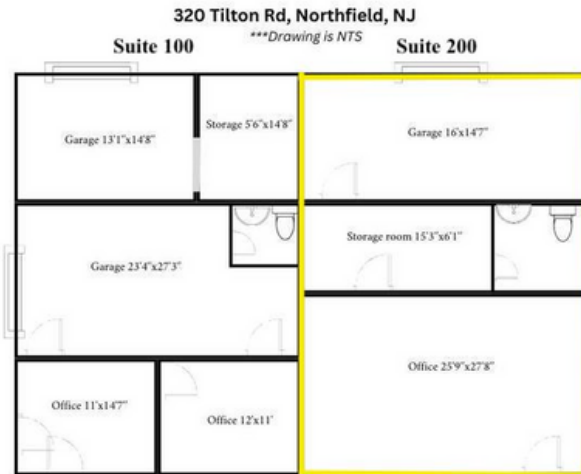 320 Tilton Rd, Northfield, NJ
***Drawing is NTS
Suite 100
Suite 200
Garage 13'1"x14'8"
Storage 5'6"x14'8"
Garage 16'x14'7"
Garage 23'4"x27'3"
Storage room 15'3"x6'1"
Office 25'9"x27'8"
Office 11'x14'7"
Office 12'x11'